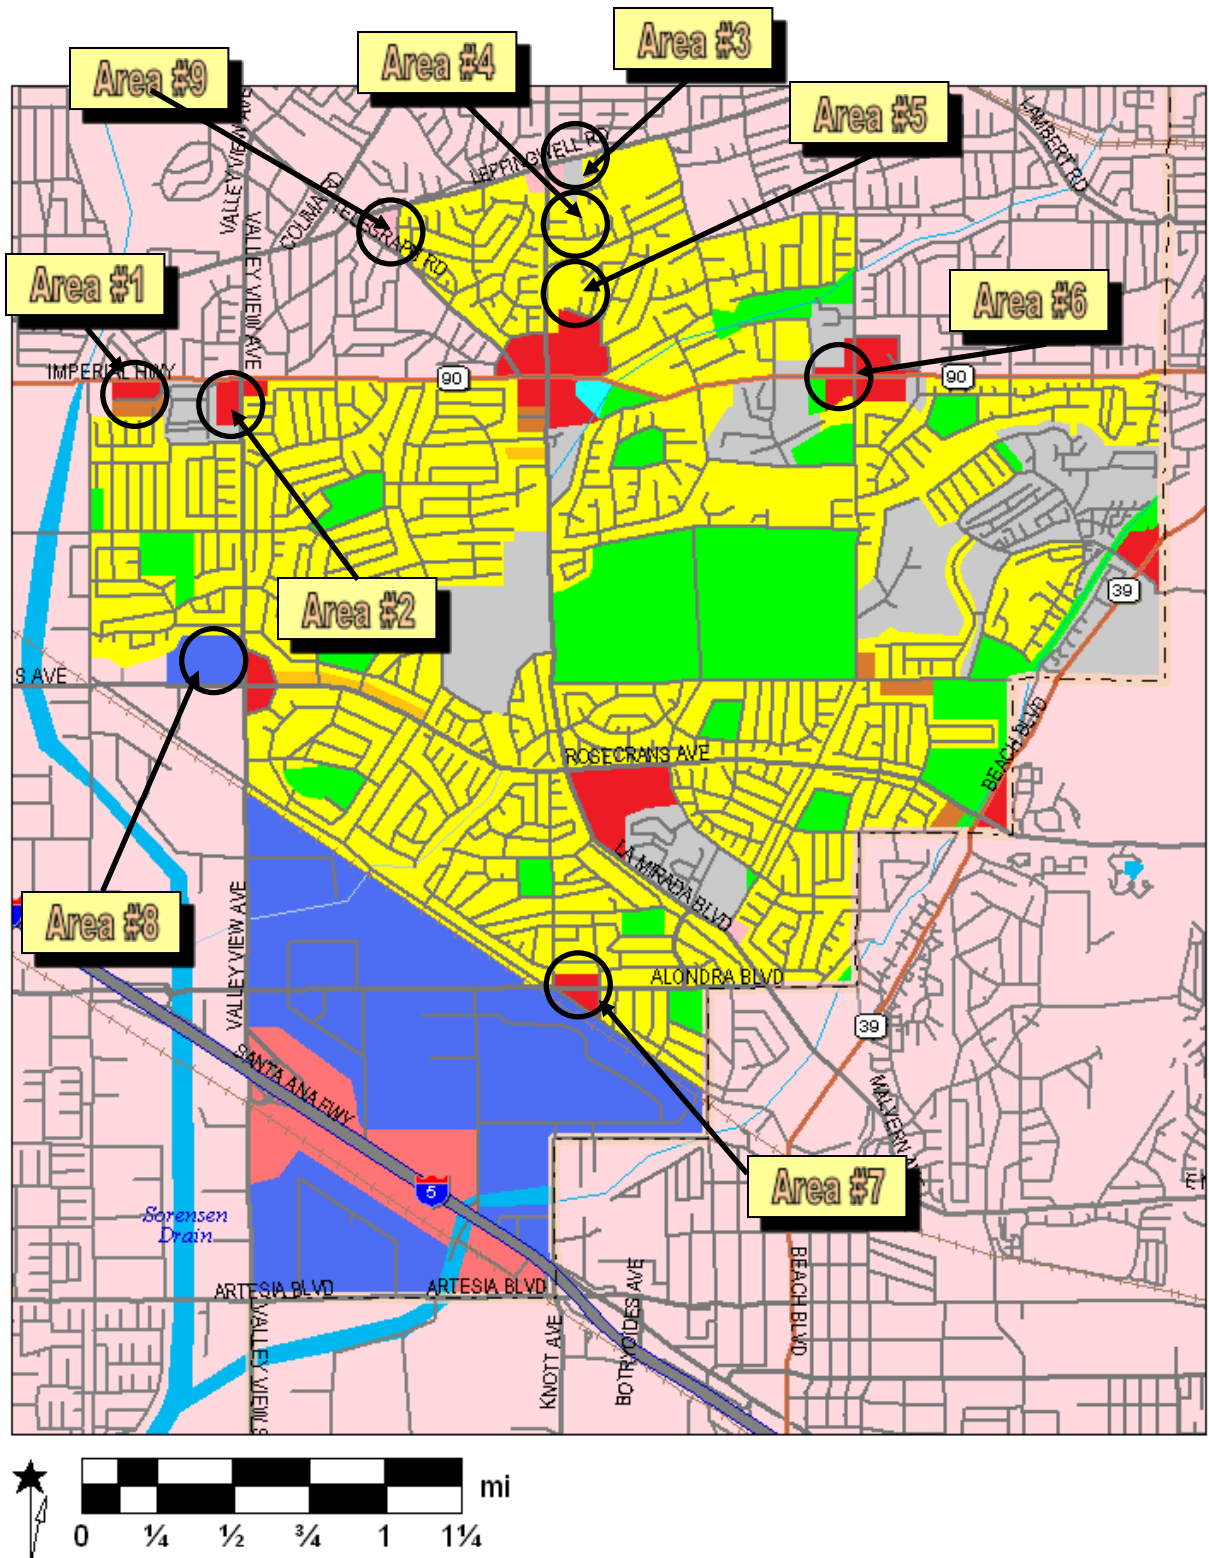 Area #3
Area #4
Area #9
Area #5
LAMBERT RD
VALLEY VIEW AVE
LEFFINGWELL RD
COLIMA
TELEGRAPH RD
VALLEY VIEW AVE
Area #1
Area #6
IMPERIAL HWY
90
90
39
Area #2
S AVE
BEACH BLVD
ROSECRANS AVE
LA MIRADA BLVD
Area #8
VALLEY VIEW AVE
ALONDRA BLVD
39
SANTA ANA FWY
MALVERN AVE
5
Area #7
Sorensen
Drain
ARTESIA BLVD
ARTESIA BLVD
BEACH BLVD
BOTRYOIDES AVE
KNOTT AVE
VALLEY VIEW S
mi
0 ¼ ½ ¾ 1 1¼